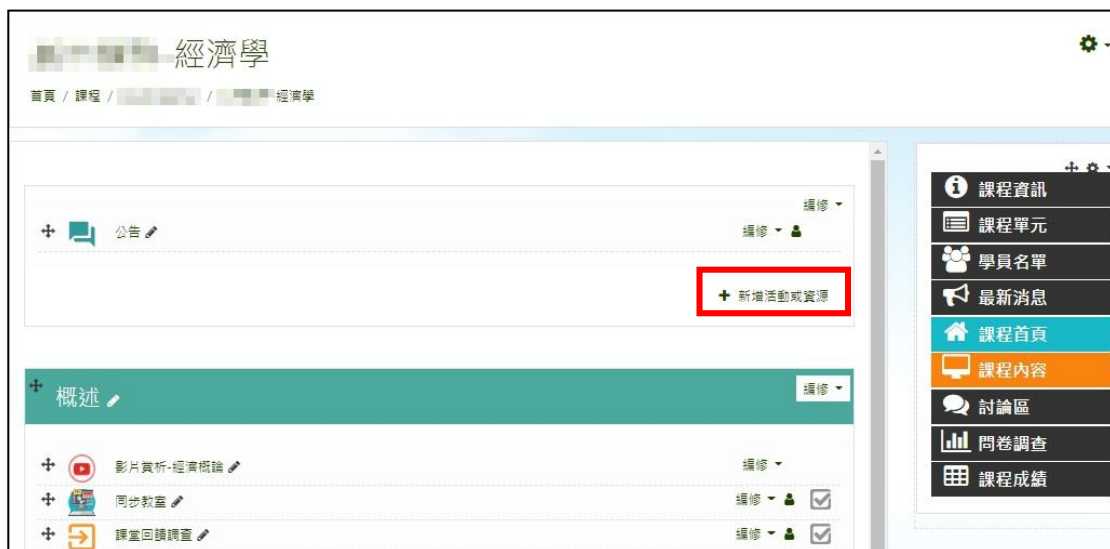 經濟學
首頁 / 課程 / / 經濟學
編修
公告
編修
新增活動或資源
概述
編修
影片賞析-經濟概論
編修
同步教室
編修
課堂回饋調查
編修
課程資訊
課程單元
學員名單
最新消息
課程首頁
課程內容
討論區
問卷調查
課程成績